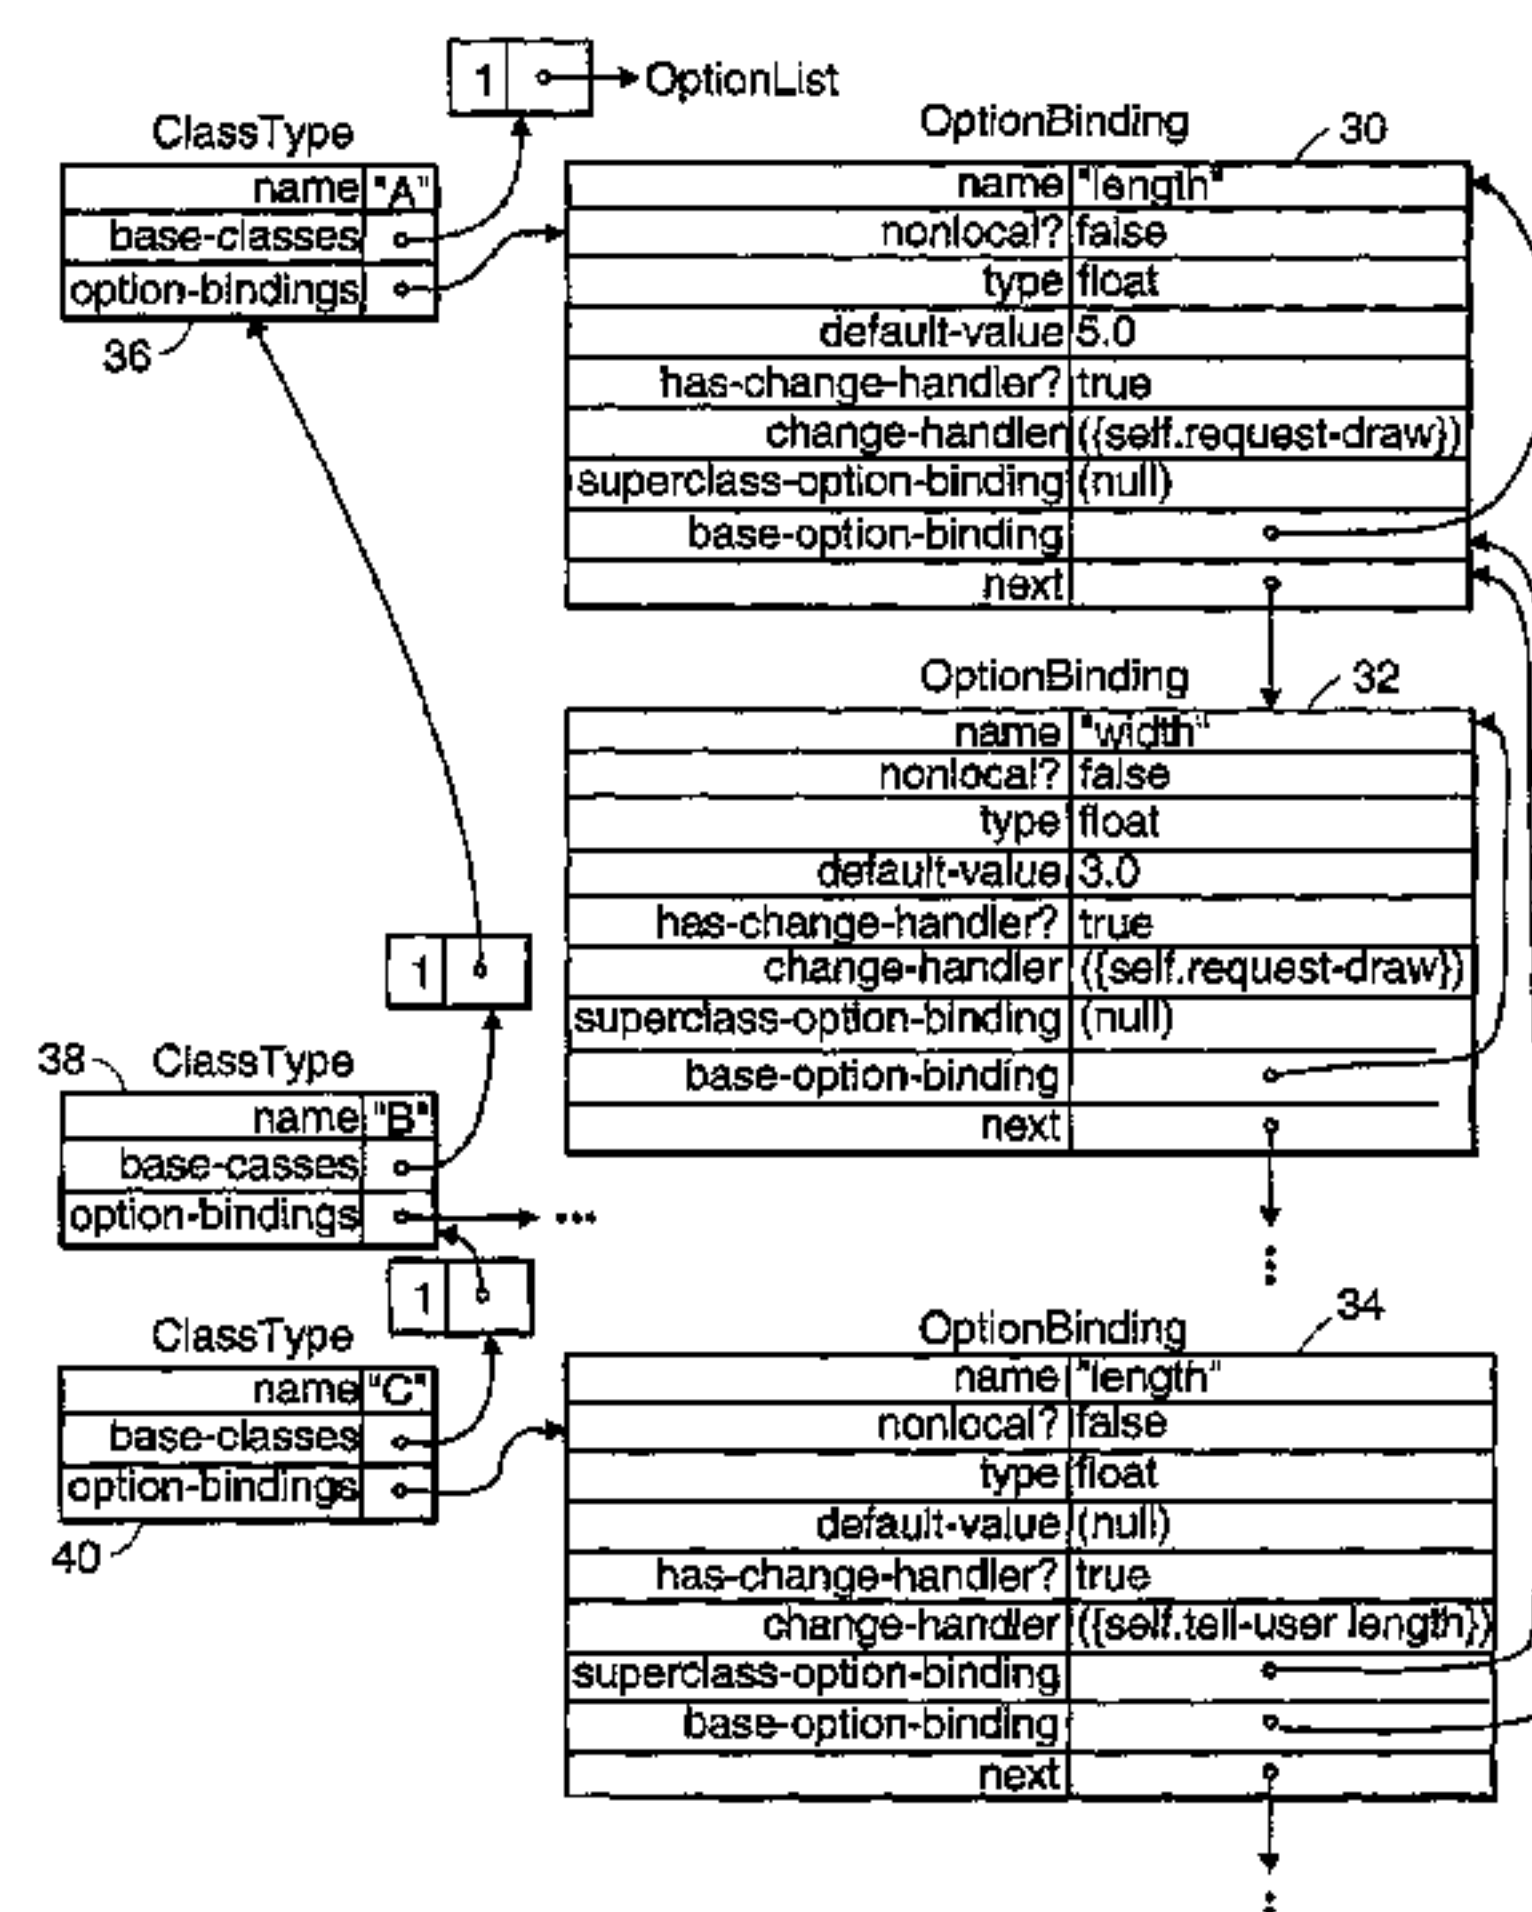 1 OptionList
ClassType
name "A"
base-classes
option-bindings
36
OptionBinding 30
name "length"
nonlocal? false
type float
default-value 5.0
has-change-handler? true
change-handler ({self.request-draw})
superclass-option-binding (null)
base-option-binding
next
OptionBinding 32
name "width"
nonlocal? false
type float
default-value 3.0
has-change-handler? true
change-handler ({self.request-draw})
superclass-option-binding (null)
base-option-binding
next
...
1
38 ClassType
name "B"
base-casses
option-bindings ...
1
ClassType
name "C"
base-classes
option-bindings
40
OptionBinding 34
name "length"
nonlocal? false
type float
default-value (null)
has-change-handler? true
change-handler ({self.tell-user length})
superclass-option-binding
base-option-binding
next